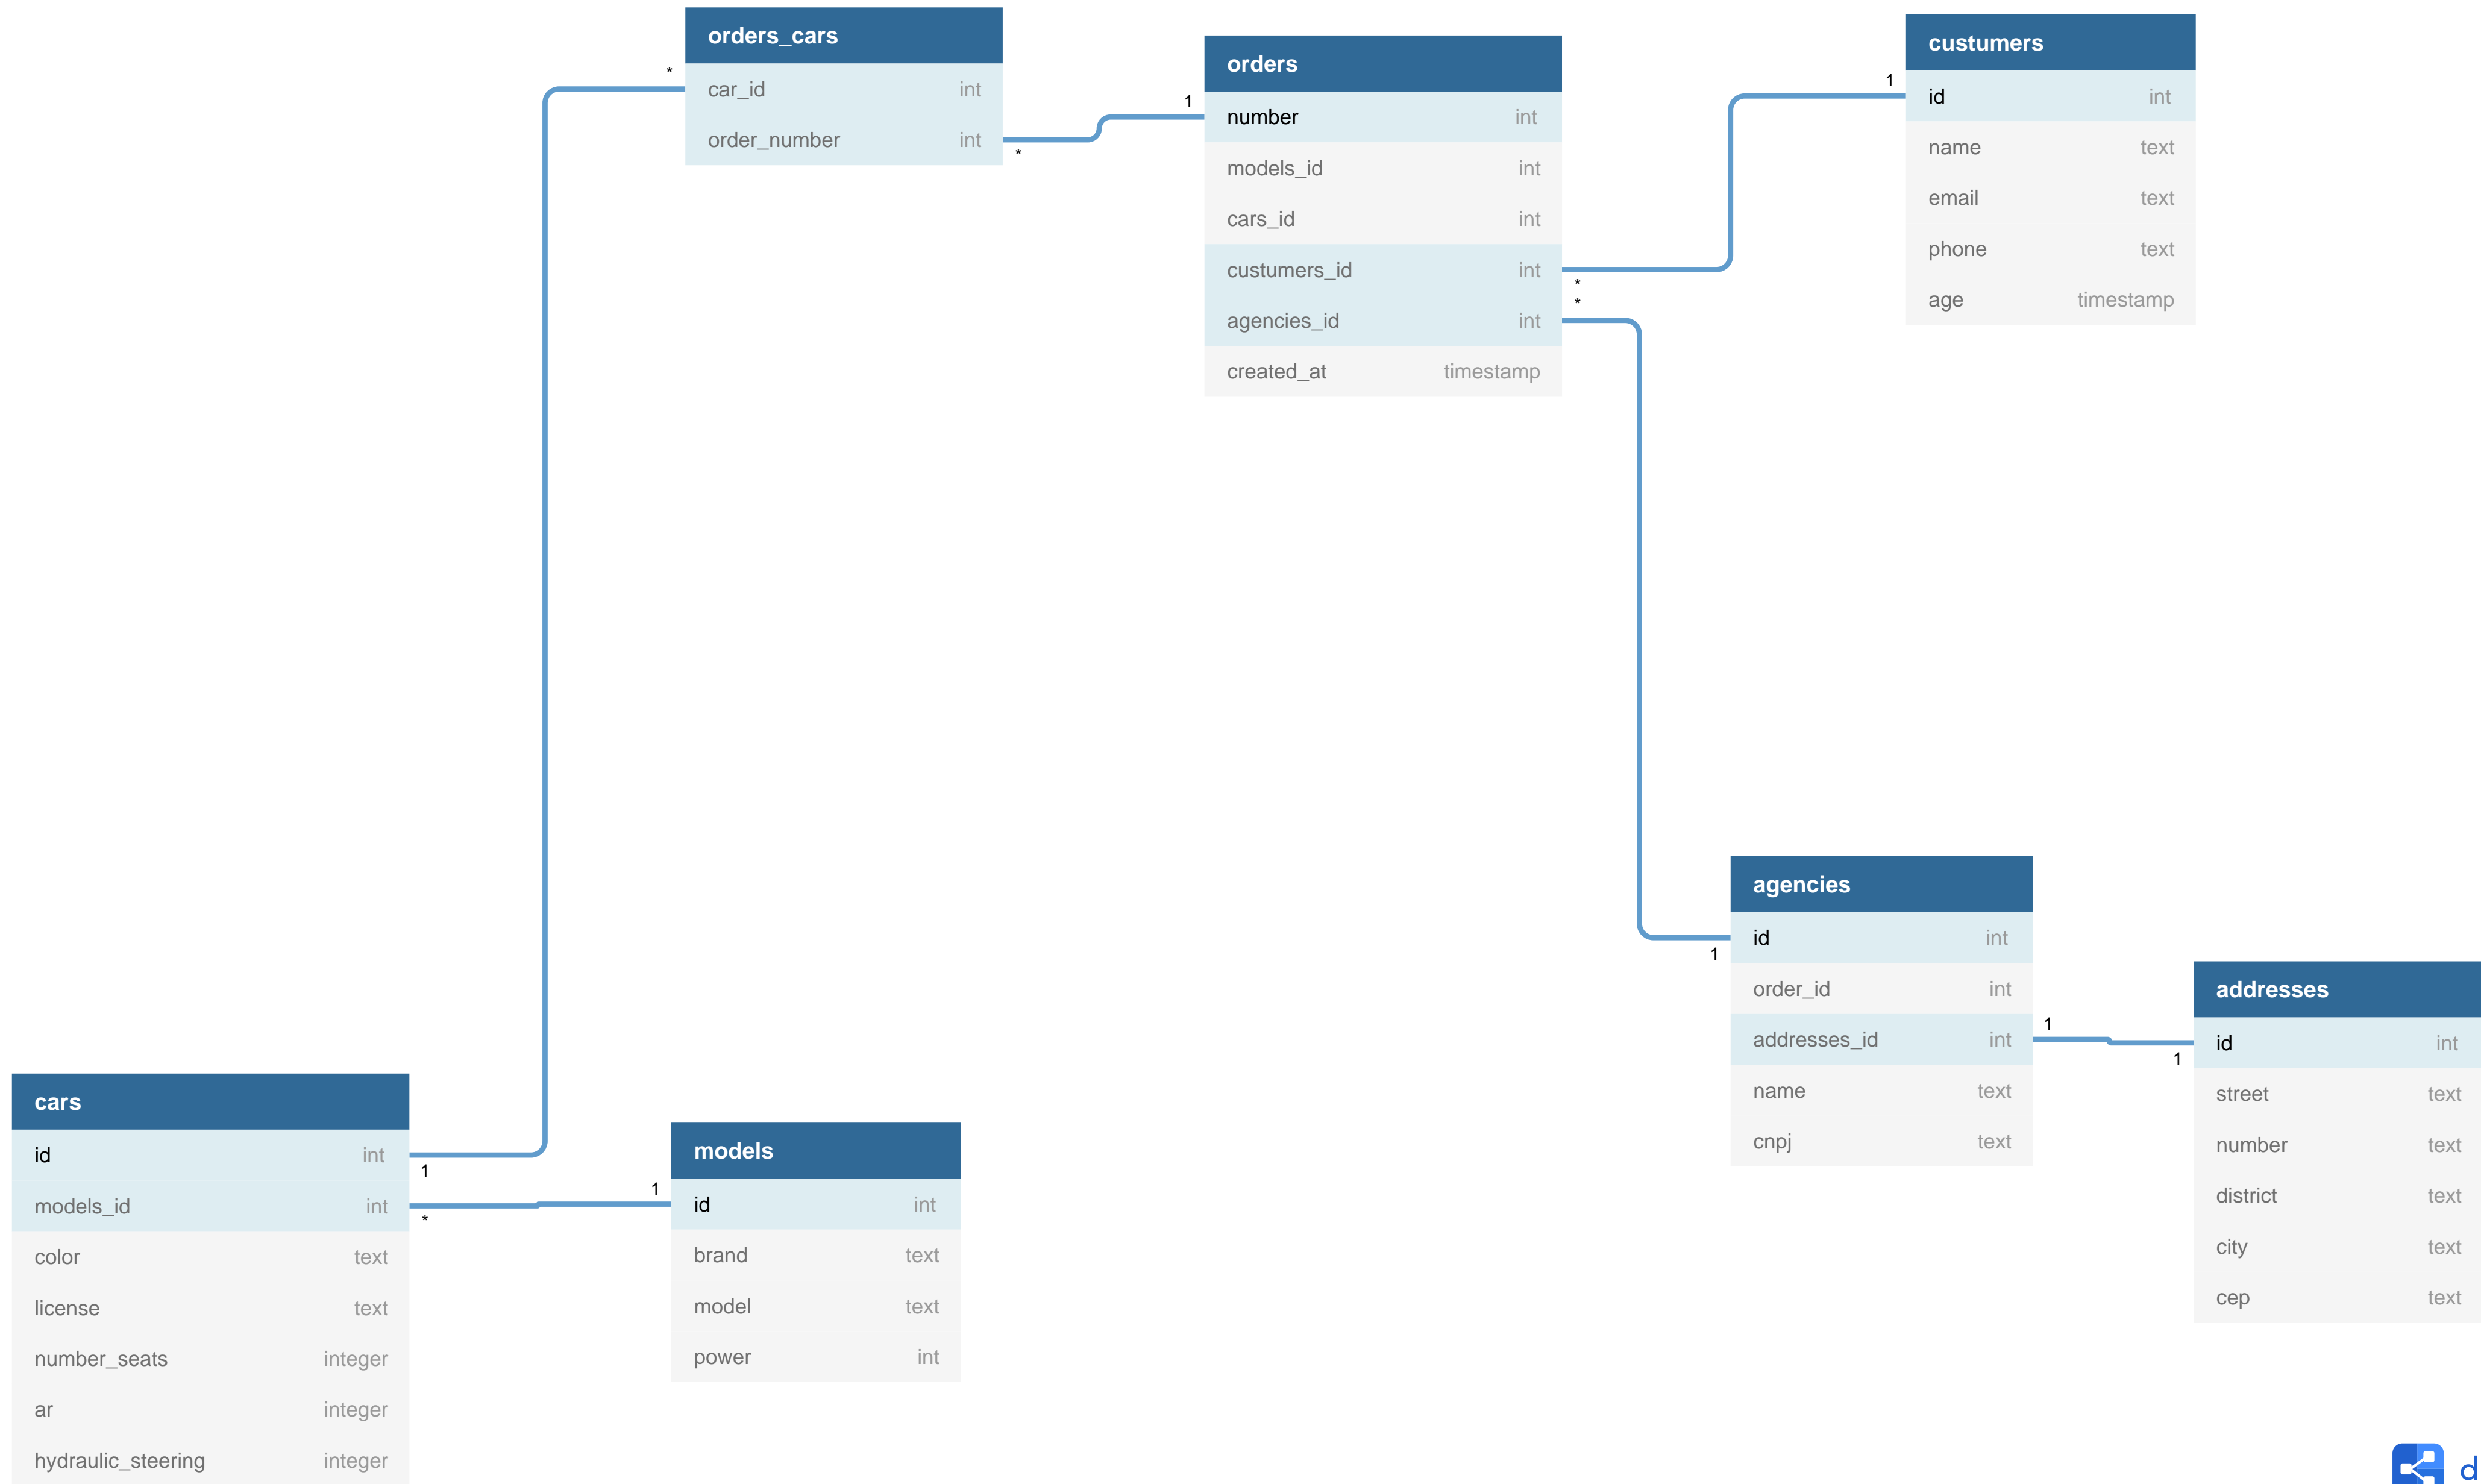 orders_cars
* car_id int
order_number int *
orders
1 number int
models_id int
cars_id int
custumers_id int *
agencies_id int *
created_at timestamp
custumers
1 id int
name text
email text
phone text
age timestamp
agencies
1 id int
order_id int
addresses_id int 1
name text
cnpj text
addresses
1 id int
street text
number text
district text
city text
cep text
cars
id int 1
models_id int *
color text
license text
number_seats integer
ar integer
hydraulic_steering integer
models
1 id int
brand text
model text
power int
d